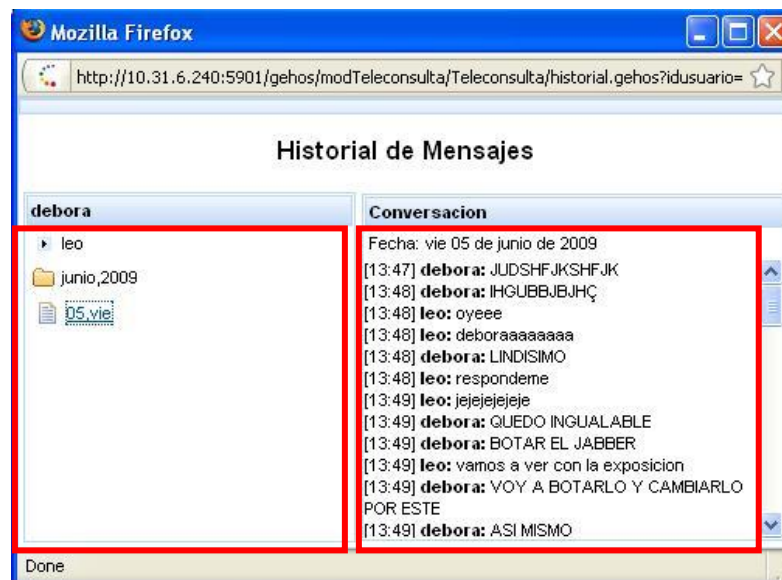 Mozilla Firefox
http://10.31.6.240:5901/gehos/modTeleconsulta/Teleconsulta/historial.gehos?idusuario=
Historial de Mensajes
debora
leo
junio,2009
05,vie
Conversacion
Fecha: vie 05 de junio de 2009
[13:47] debora: JUDSHFJKSHFJK
[13:48] debora: IHGUBBJBJHÇ
[13:48] leo: oyeee
[13:48] leo: deboraaaaaaaa
[13:48] debora: LINDISIMO
[13:48] leo: respondeme
[13:49] leo: jejejejejeje
[13:49] debora: QUEDO INGUALABLE
[13:49] debora: BOTAR EL JABBER
[13:49] leo: vamos a ver con la exposicion
[13:49] debora: VOY A BOTARLO Y CAMBIARLO
POR ESTE
[13:49] debora: ASI MISMO
Done